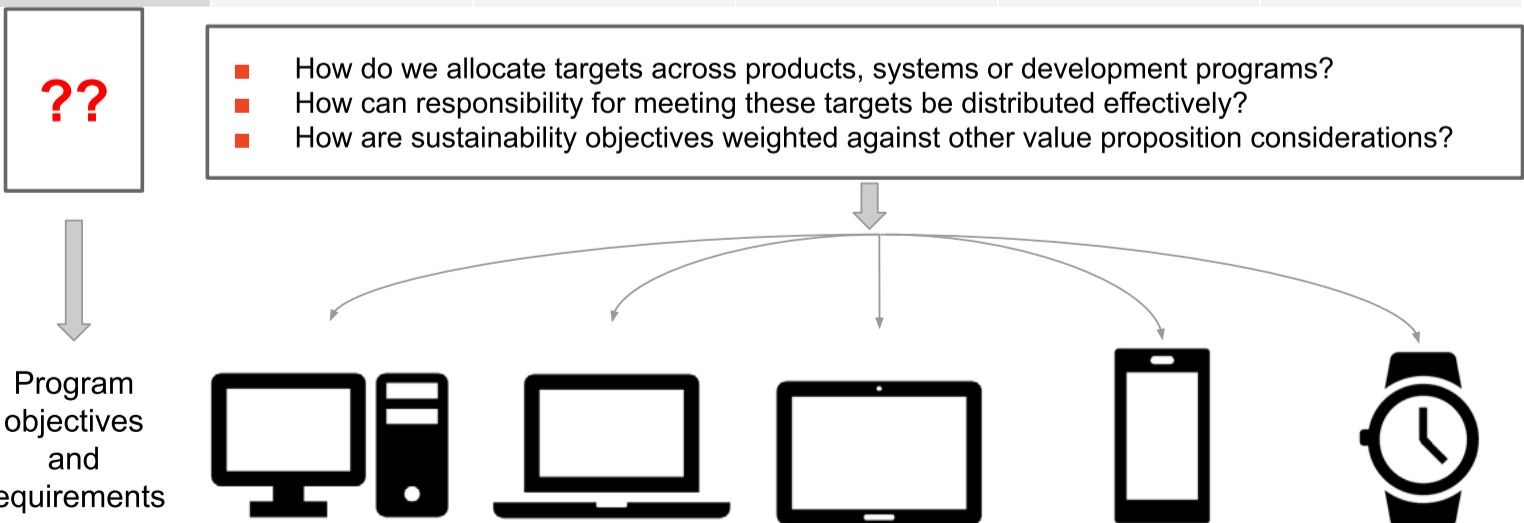 ??
How do we allocate targets across products, systems or development programs?
How can responsibility for meeting these targets be distributed effectively?
How are sustainability objectives weighted against other value proposition considerations?
Program
objectives
and
equirements